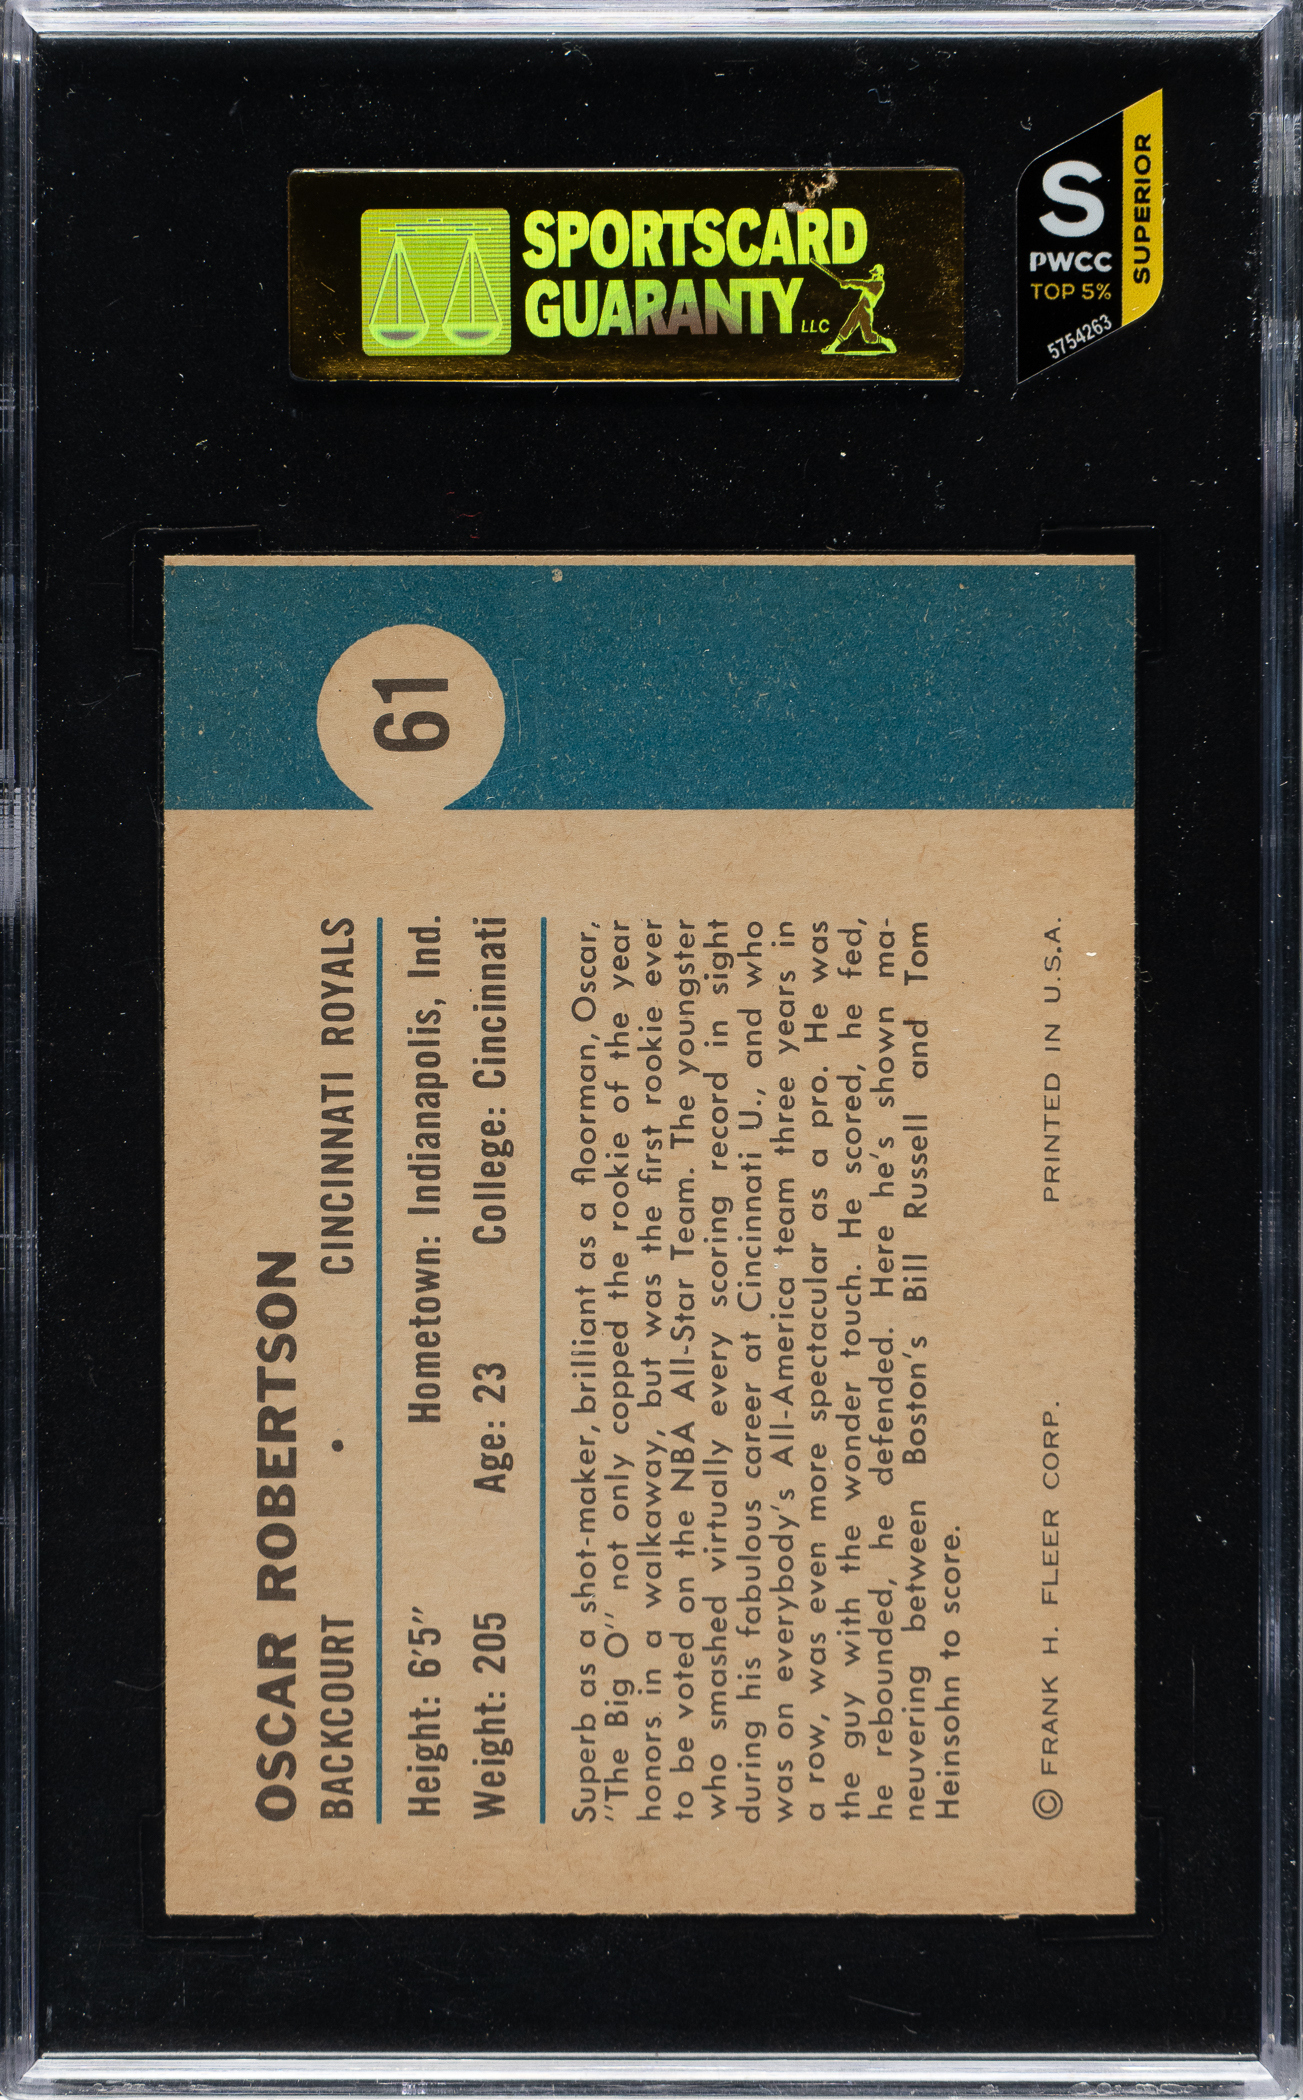 SPORTSCARD
GUARANTY LLC
S
PWCC
TOP 5%
5754263
SUPERIOR
61
OSCAR ROBERTSON
BACKCOURT • CINCINNATI ROYALS
Height: 6'5" Hometown: Indianapolis, Ind.
Weight: 205 Age: 23 College: Cincinnati
Superb as a shot-maker, brilliant as a floorman, Oscar,
"The Big O" not only copped the rookie of the year
honors in a walkaway, but was the first rookie ever
to be voted on the NBA All-Star Team. The youngster
who smashed virtually every scoring record in sight
during his fabulous career at Cincinnati U., and who
was on everybody's All-America team three years in
a row, was even more spectacular as a pro. He was
the guy with the wonder touch. He scored, he fed,
he rebounded, he defended. Here he's shown ma-
neuvering between Boston's Bill Russell and Tom
Heinsohn to score.
© FRANK H. FLEER CORP. PRINTED IN U.S.A.